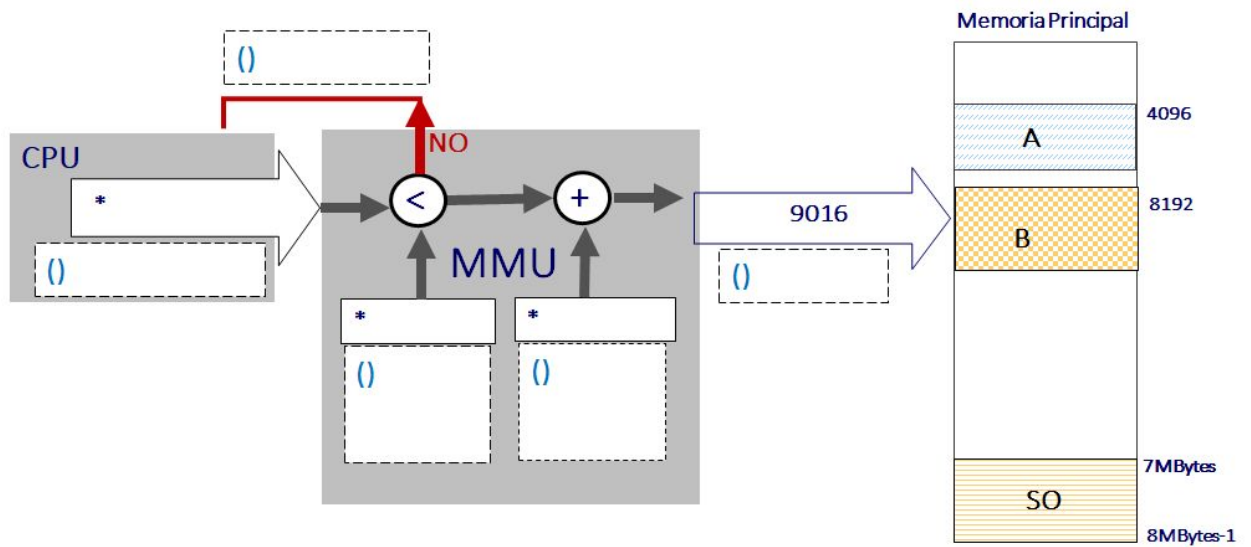 Memoria Principal
()
4096
NO
A
CPU
*
<
+
9016
8192
B
()
MMU
()
*
*
()
()
7MBytes
SO
8MBytes-1